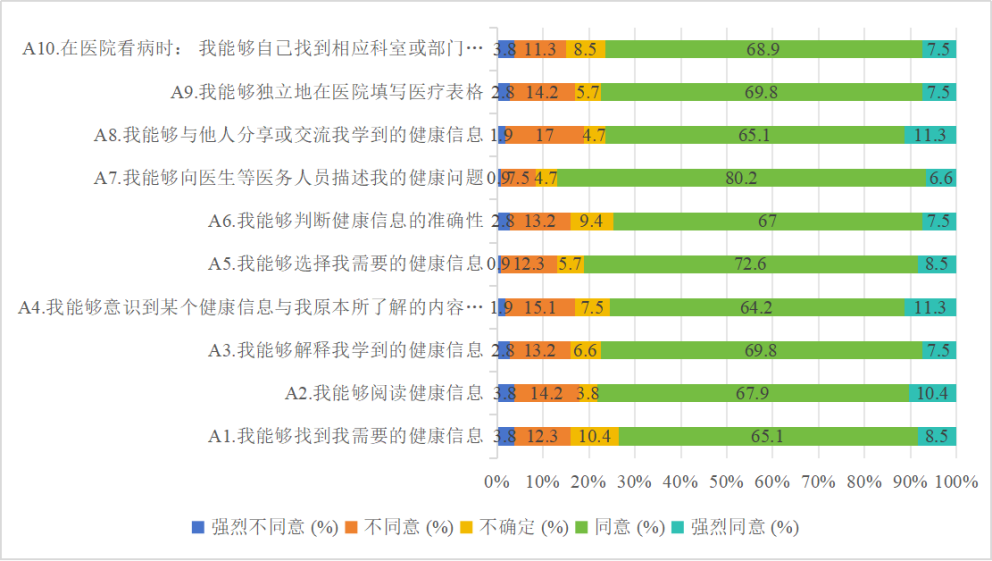 A10.在医院看病时： 我能够自己找到相应科室或部门… 3.8 11.3 8.5 68.9 7.5
A9.我能够独立地在医院填写医疗表格 2.8 14.2 5.7 69.8 7.5
A8.我能够与他人分享或交流我学到的健康信息 1.9 17 4.7 65.1 11.3
A7.我能够向医生等医务人员描述我的健康问题 0.9 7.5 4.7 80.2 6.6
A6.我能够判断健康信息的准确性 2.8 13.2 9.4 67 7.5
A5.我能够选择我需要的健康信息 0.9 12.3 5.7 72.6 8.5
A4.我能够意识到某个健康信息与我原本所了解的内容… 1.9 15.1 7.5 64.2 11.3
A3.我能够解释我学到的健康信息 2.8 13.2 6.6 69.8 7.5
A2.我能够阅读健康信息 3.8 14.2 3.8 67.9 10.4
A1.我能够找到我需要的健康信息 3.8 12.3 10.4 65.1 8.5
0% 10% 20% 30% 40% 50% 60% 70% 80% 90% 100%
强烈不同意 (%) 不同意 (%) 不确定 (%) 同意 (%) 强烈同意 (%)